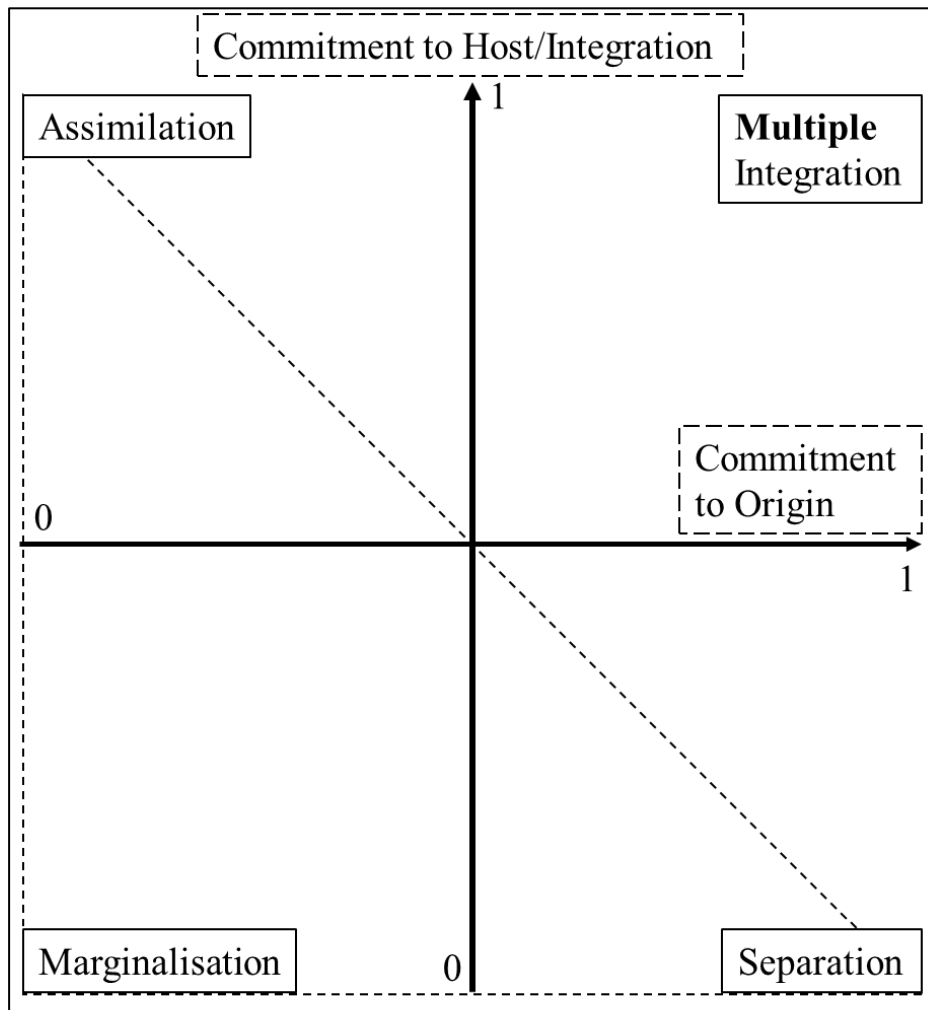 Commitment to Host/Integration
1
Assimilation
Multiple
Integration
Commitment
to Origin
0
1
Marginalisation
0
Separation